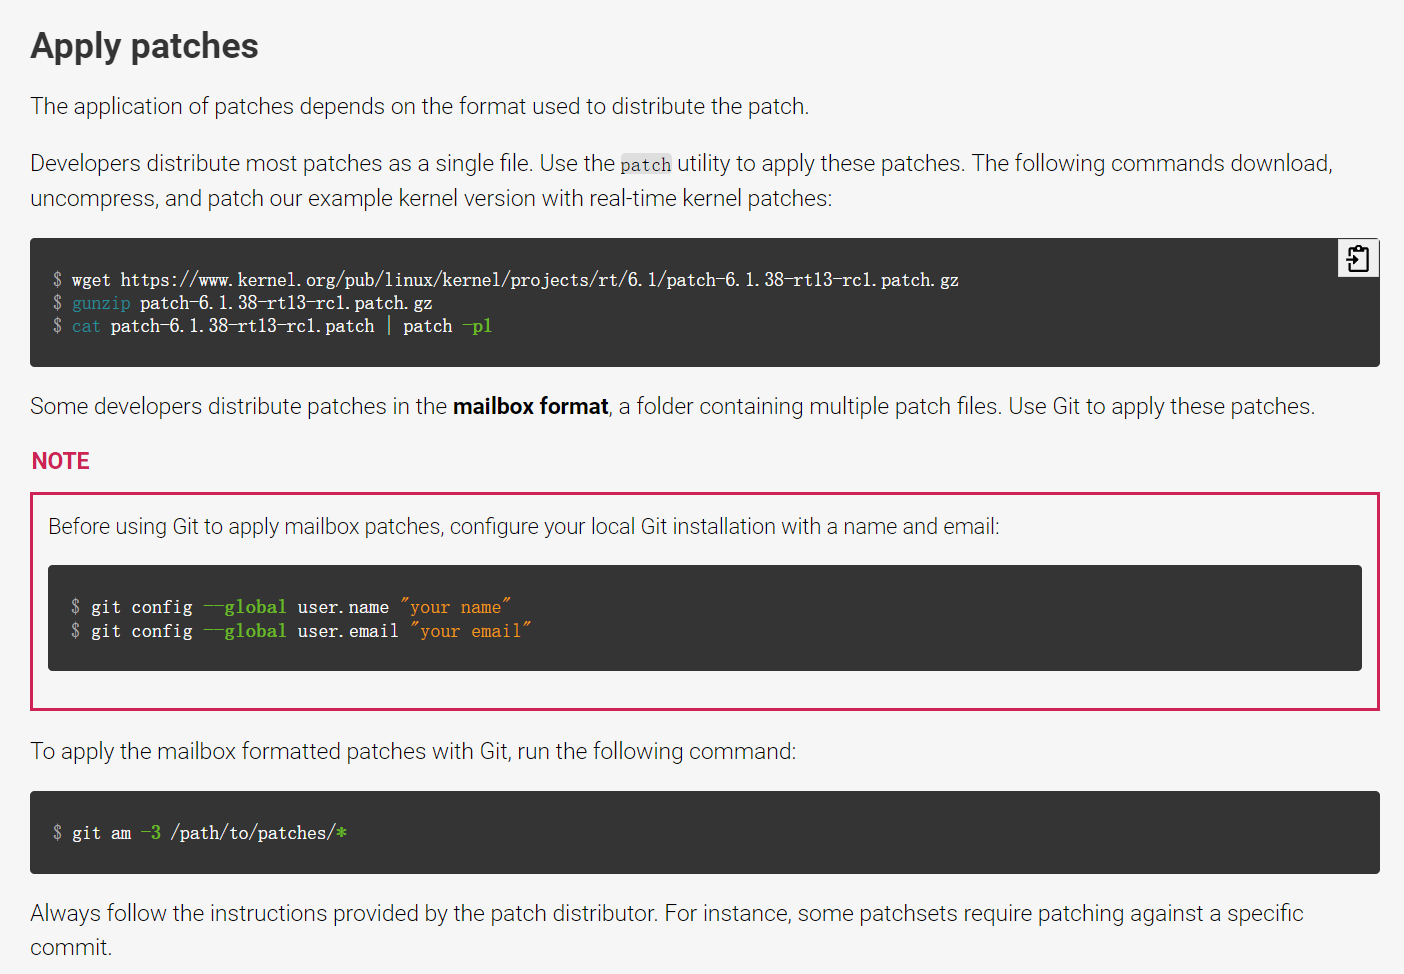 Apply patches
The application of patches depends on the format used to distribute the patch.
Developers distribute most patches as a single file. Use the patch utility to apply these patches. The following commands download,
uncompress, and patch our example kernel version with real-time kernel patches:
$ wget https://www.kernel.org/pub/linux/kernel/projects/rt/6.1/patch-6.1.38-rt13-rc1.patch.gz
$ gunzip patch-6.1.38-rt13-rc1.patch.gz
$ cat patch-6.1.38-rt13-rc1.patch | patch -p1
Some developers distribute patches in the mailbox format, a folder containing multiple patch files. Use Git to apply these patches.
NOTE
Before using Git to apply mailbox patches, configure your local Git installation with a name and email:
$ git config --global user.name "your name"
$ git config --global user.email "your email"
To apply the mailbox formatted patches with Git, run the following command:
$ git am -3 /path/to/patches/*
Always follow the instructions provided by the patch distributor. For instance, some patchsets require patching against a specific
commit.